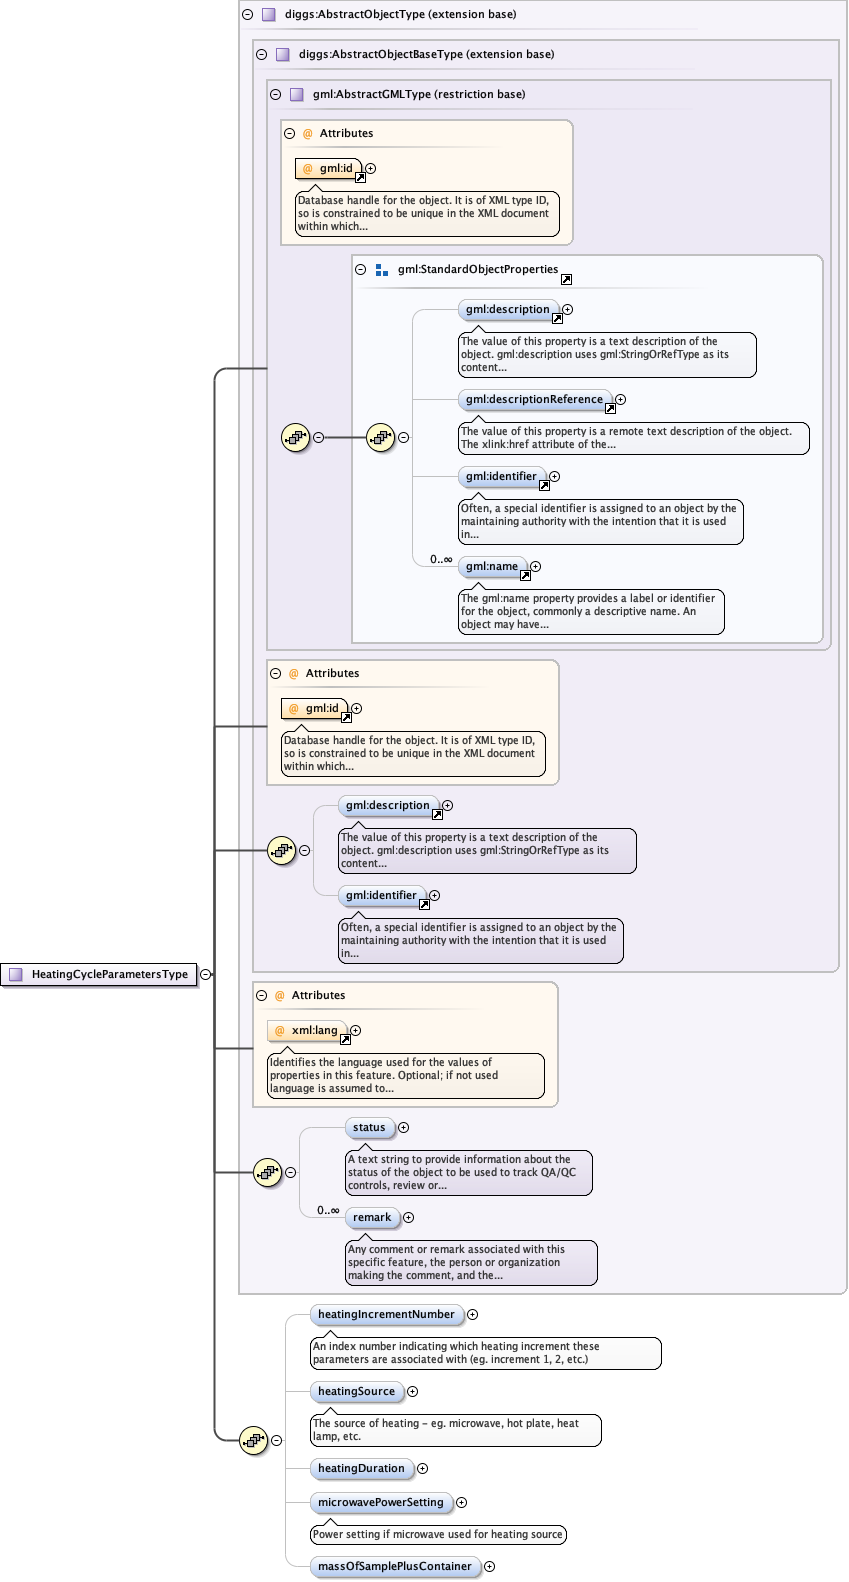 diggs:AbstractObjectType (extension base)
diggs:AbstractObjectBaseType (extension base)
gml:AbstractGMLType (restriction base)
@ Attributes
@ gml:id
Database handle for the object. It is of XML type ID,
so is constrained to be unique in the XML document
within which...
gml:StandardObjectProperties
gml:description
The value of this property is a text description of the
object. gml:description uses gml:StringOrRefType as its
content...
gml:descriptionReference
The value of this property is a remote text description of the object.
The xlink:href attribute of the...
gml:identifier
Often, a special identifier is assigned to an object by the
maintaining authority with the intention that it is used
in...
0..∞
gml:name
The gml:name property provides a label or identifier
for the object, commonly a descriptive name. An
object may have...
@ Attributes
@ gml:id
Database handle for the object. It is of XML type ID,
so is constrained to be unique in the XML document
within which...
gml:description
The value of this property is a text description of the
object. gml:description uses gml:StringOrRefType as its
content...
gml:identifier
Often, a special identifier is assigned to an object by the
maintaining authority with the intention that it is used
in...
HeatingCycleParametersType
@ Attributes
@ xml:lang
Identifies the language used for the values of
properties in this feature. Optional; if not used
language is assumed to...
status
A text string to provide information about the
status of the object to be used to track QA/QC
controls, review or...
0..∞
remark
Any comment or remark associated with this
specific feature, the person or organization
making the comment, and the...
heatingIncrementNumber
An index number indicating which heating increment these
parameters are associated with (eg. increment 1, 2, etc.)
heatingSource
The source of heating - eg. microwave, hot plate, heat
lamp, etc.
heatingDuration
microwavePowerSetting
Power setting if microwave used for heating source
massOfSamplePlusContainer